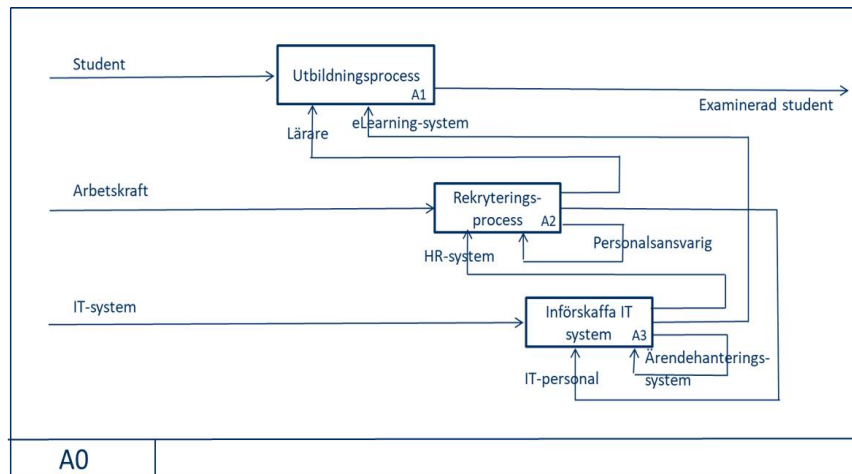 Student
Utbildningsprocess
A1
Examinerad student
Lärare
eLearning-system
Arbetskraft
Rekryterings-
process
A2
Personalsansvarig
HR-system
IT-system
Införskaffa IT
system
A3
Ärendehanterings-
system
IT-personal
A0